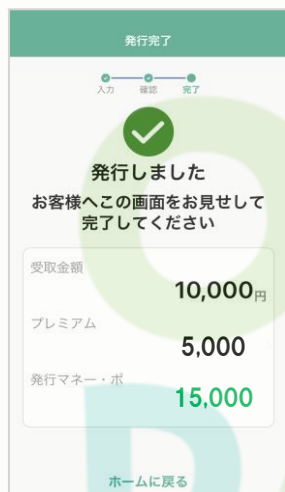 発行完了
入力 確認 完了
発行しました
お客様へこの画面をお見せして
完了してください
受取金額
10,000円
プレミアム
5,000
発行マネー・ポ
15,000
ホームに戻る